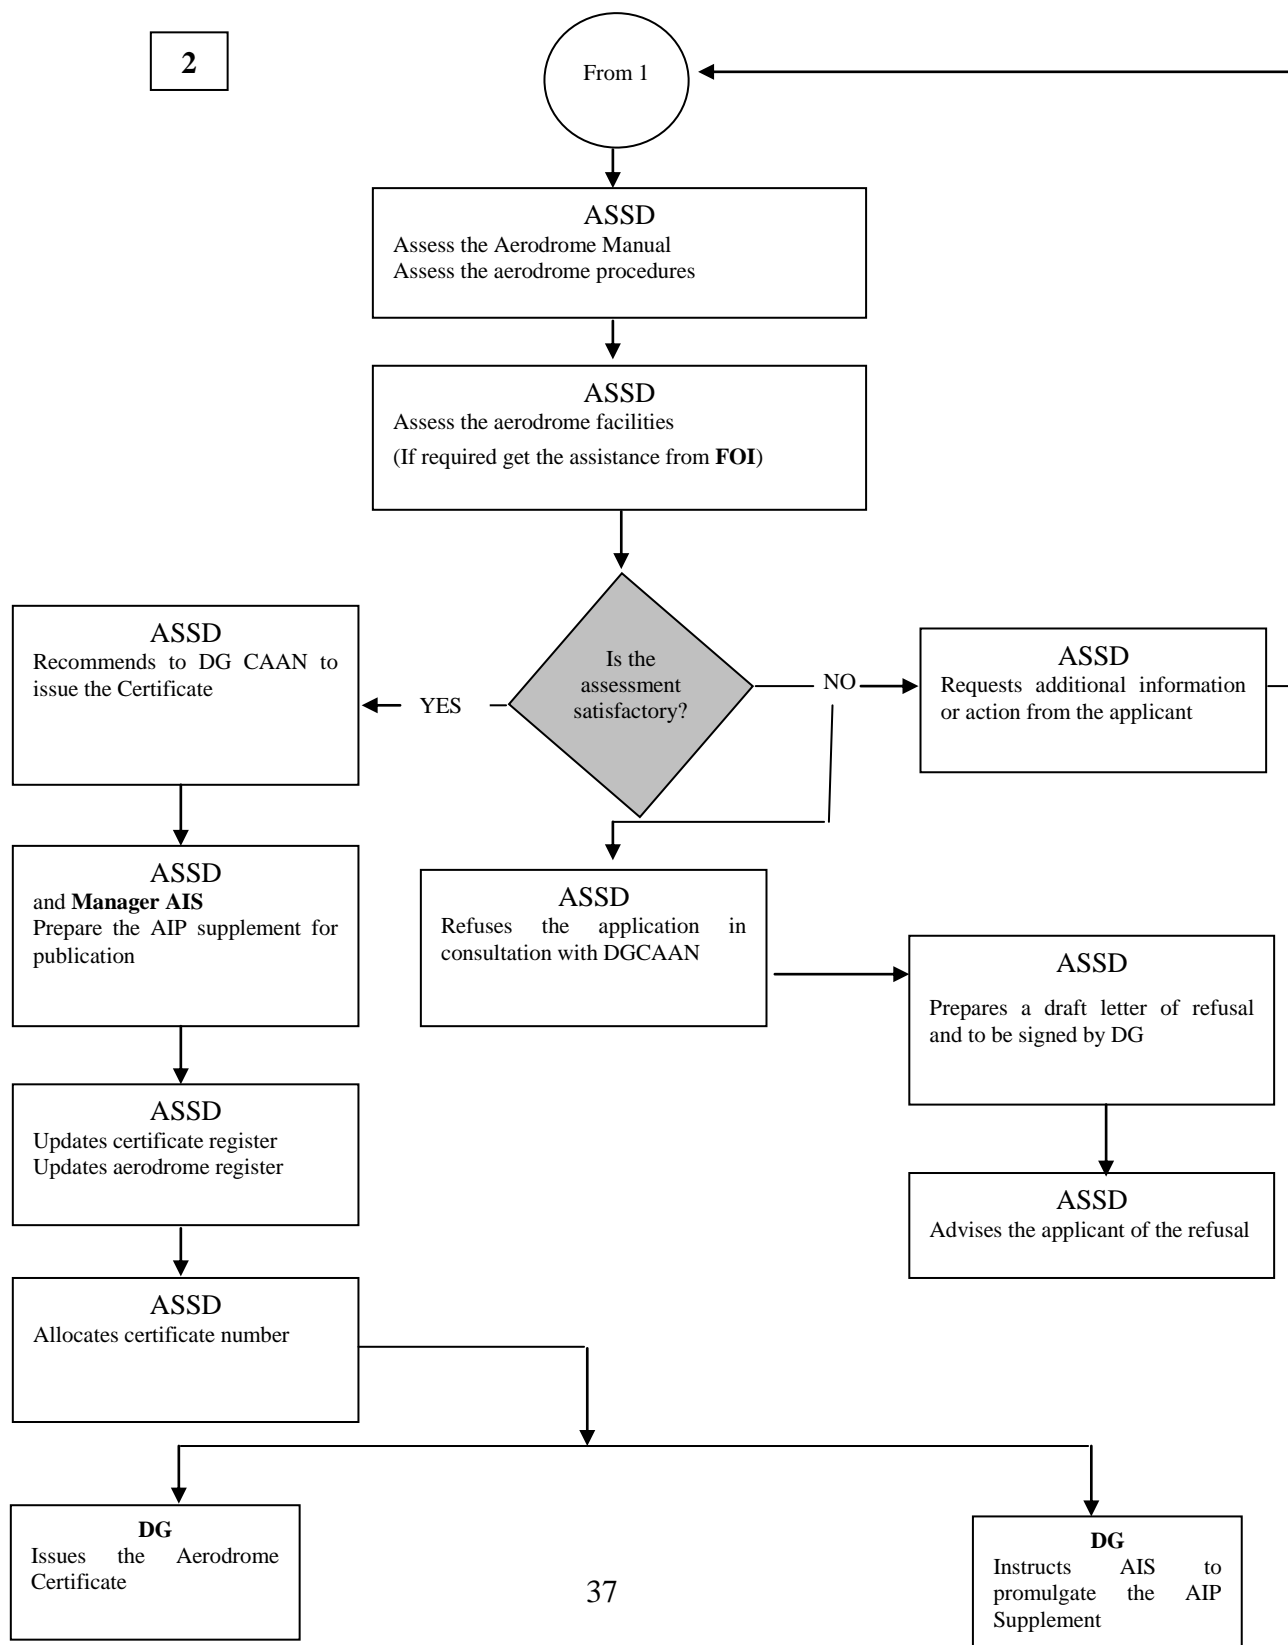 2
From 1
ASSD
Assess the Aerodrome Manual
Assess the aerodrome procedures
ASSD
Assess the aerodrome facilities
(If required get the assistance from FOI)
Is the
assessment
satisfactory?
YES
NO
ASSD
Recommends to DG CAAN to
issue the Certificate
ASSD
Requests additional information
or action from the applicant
ASSD
and Manager AIS
Prepare the AIP supplement for
publication
ASSD
Refuses the application in
consultation with DGCAAN
ASSD
Prepares a draft letter of refusal
and to be signed by DG
ASSD
Updates certificate register
Updates aerodrome register
ASSD
Advises the applicant of the refusal
ASSD
Allocates certificate number
DG
Issues the Aerodrome
Certificate
DG
Instructs AIS to
promulgate the AIP
Supplement
37